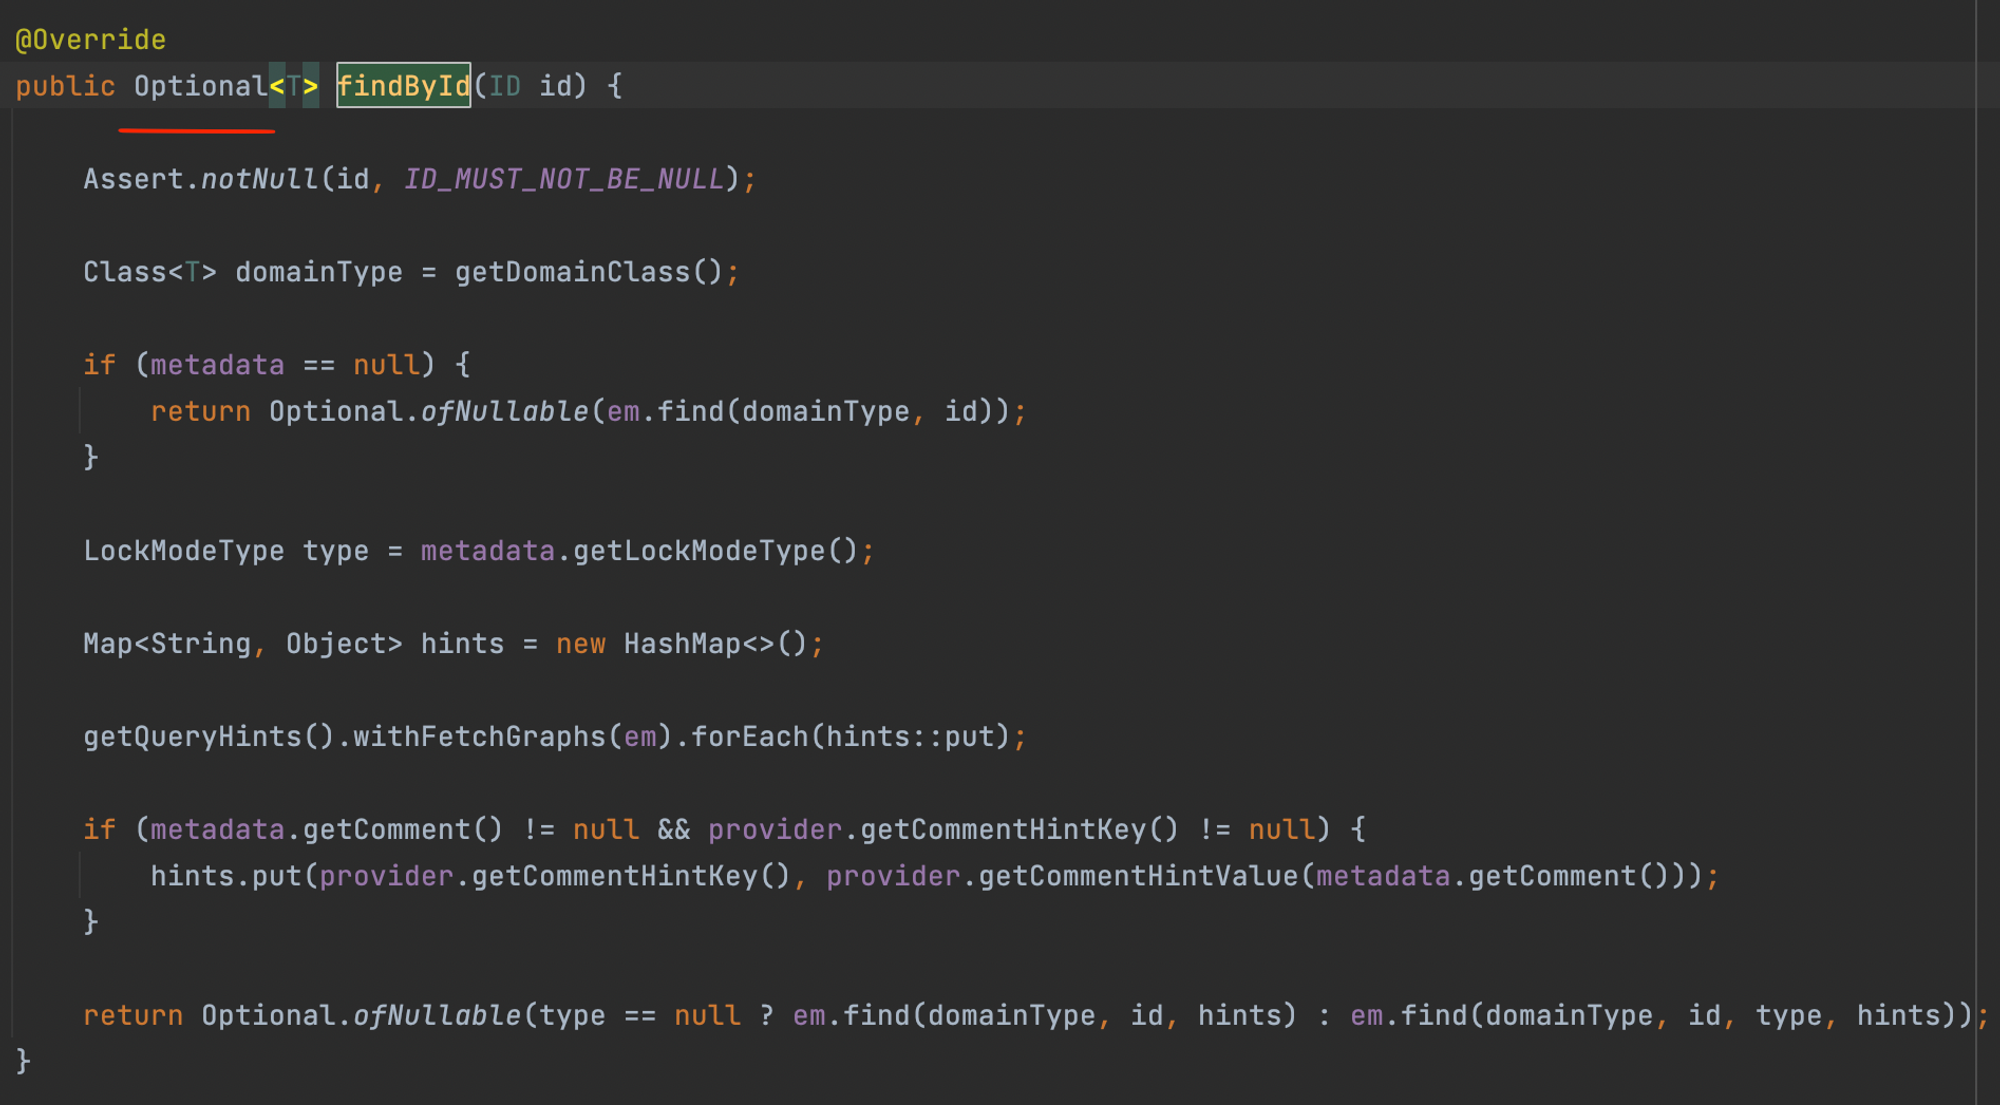 @Override
public Optional<T> findById(ID id) {
Assert.notNull(id, ID_MUST_NOT_BE_NULL);
Class<T> domainType = getDomainClass();
if (metadata == null) {
return Optional.ofNullable(em.find(domainType, id));
}
LockModeType type = metadata.getLockModeType();
Map<String, Object> hints = new HashMap<>();
getQueryHints().withFetchGraphs(em).forEach(hints::put);
if (metadata.getComment() != null && provider.getCommentHintKey() != null) {
hints.put(provider.getCommentHintKey(), provider.getCommentHintValue(metadata.getComment()));
}
return Optional.ofNullable(type == null ? em.find(domainType, id, hints) : em.find(domainType, id, type, hints));
}